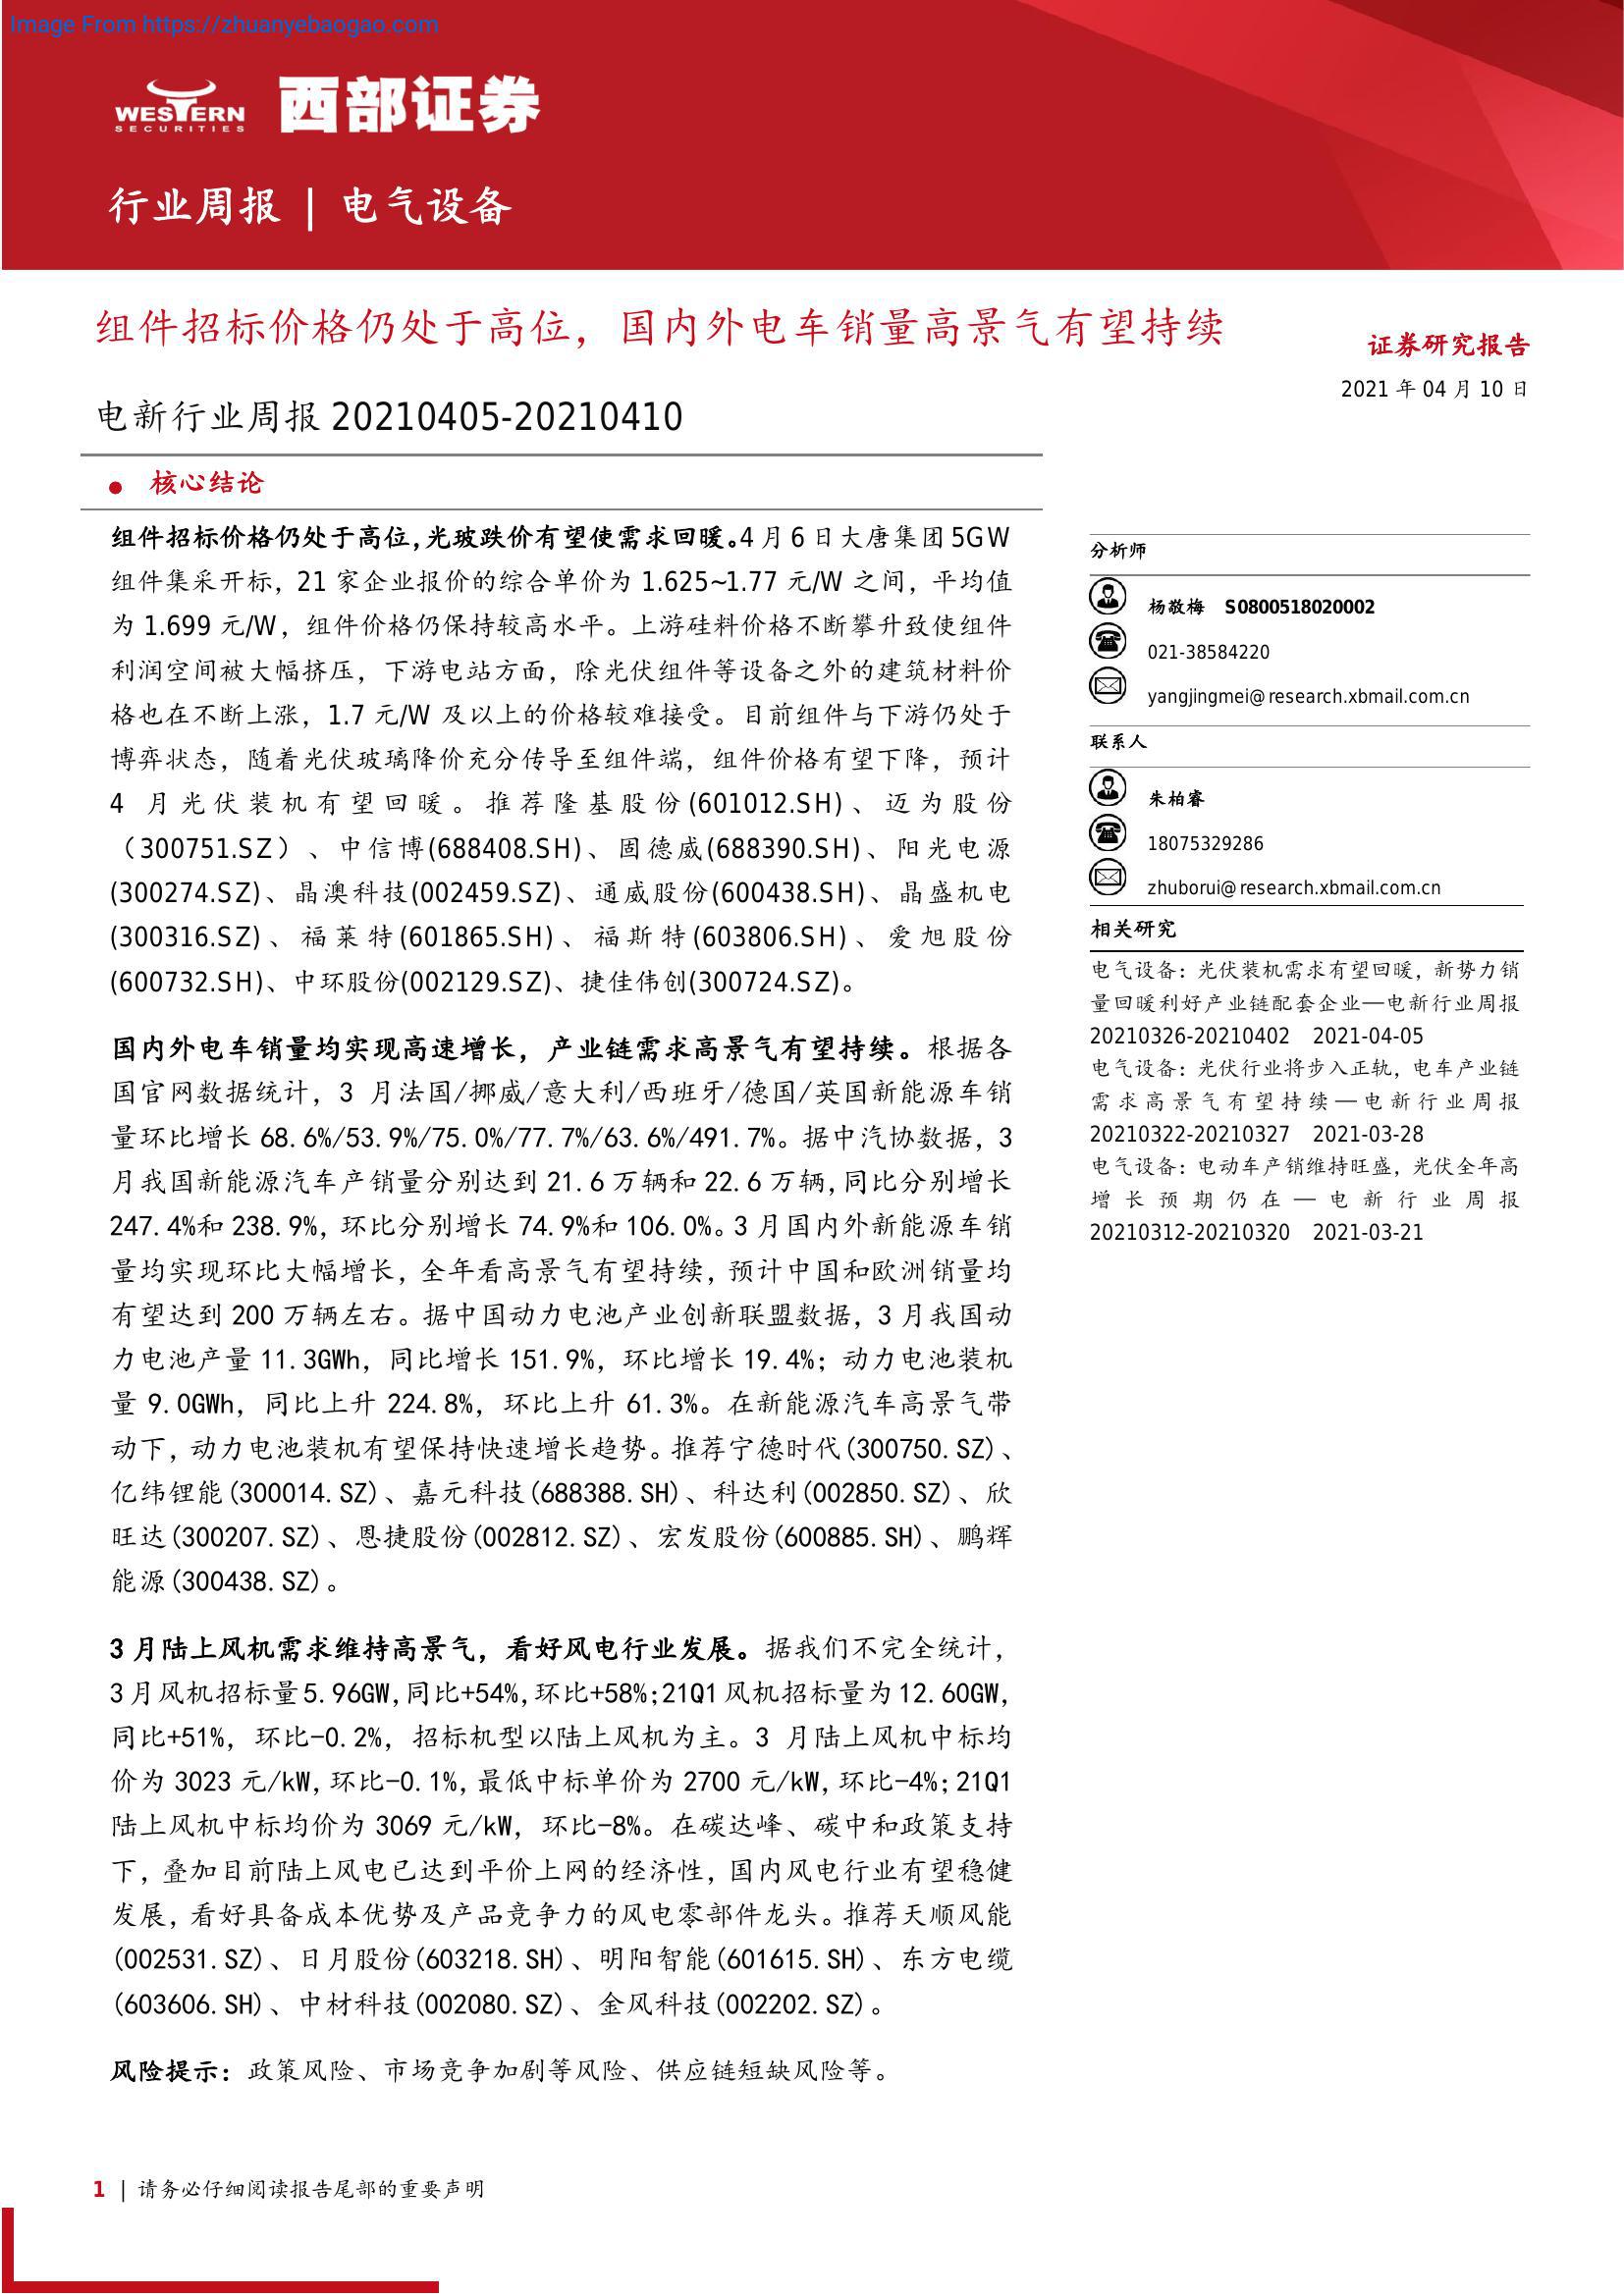 Image From https://zhuanyebaogao.com
WESTERN
SECURITIES
西部证券
行业周报 | 电气设备
组件招标价格仍处于高位，国内外电车销量高景气有望持续
电新行业周报 20210405-20210410
证券研究报告
2021 年 04 月 10 日
● 核心结论
组件招标价格仍处于高位，光玻跌价有望使需求回暖。4 月 6 日大唐集团 5GW
组件集采开标，21 家企业报价的综合单价为 1.625~1.77 元/W 之间，平均值
为 1.699 元/W，组件价格仍保持较高水平。上游硅料价格不断攀升致使组件
利润空间被大幅挤压，下游电站方面，除光伏组件等设备之外的建筑材料价
格也在不断上涨，1.7 元/W 及以上的价格较难接受。目前组件与下游仍处于
博弈状态，随着光伏玻璃降价充分传导至组件端，组件价格有望下降，预计
4 月光伏装机有望回暖。推荐隆基股份(601012.SH)、迈为股份
（300751.SZ）、中信博(688408.SH)、固德威(688390.SH)、阳光电源
(300274.SZ)、晶澳科技(002459.SZ)、通威股份(600438.SH)、晶盛机电
(300316.SZ)、福莱特(601865.SH)、福斯特(603806.SH)、爱旭股份
(600732.SH)、中环股份(002129.SZ)、捷佳伟创(300724.SZ)。
国内外电车销量均实现高速增长，产业链需求高景气有望持续。根据各
国官网数据统计，3 月法国/挪威/意大利/西班牙/德国/英国新能源车销
量环比增长 68.6%/53.9%/75.0%/77.7%/63.6%/491.7%。据中汽协数据，3
月我国新能源汽车产销量分别达到 21.6 万辆和 22.6 万辆，同比分别增长
247.4%和 238.9%，环比分别增长 74.9%和 106.0%。3 月国内外新能源车销
量均实现环比大幅增长，全年看高景气有望持续，预计中国和欧洲销量均
有望达到 200 万辆左右。据中国动力电池产业创新联盟数据，3 月我国动
力电池产量 11.3GWh，同比增长 151.9%，环比增长 19.4%；动力电池装机
量 9.0GWh，同比上升 224.8%，环比上升 61.3%。在新能源汽车高景气带
动下，动力电池装机有望保持快速增长趋势。推荐宁德时代(300750.SZ)、
亿纬锂能(300014.SZ)、嘉元科技(688388.SH)、科达利(002850.SZ)、欣
旺达(300207.SZ)、恩捷股份(002812.SZ)、宏发股份(600885.SH)、鹏辉
能源(300438.SZ)。
3 月陆上风机需求维持高景气，看好风电行业发展。据我们不完全统计，
3 月风机招标量 5.96GW，同比+54%，环比+58%；21Q1 风机招标量为 12.60GW，
同比+51%，环比-0.2%，招标机型以陆上风机为主。3 月陆上风机中标均
价为 3023 元/kW，环比-0.1%，最低中标单价为 2700 元/kW，环比-4%；21Q1
陆上风机中标均价为 3069 元/kW，环比-8%。在碳达峰、碳中和政策支持
下，叠加目前陆上风电已达到平价上网的经济性，国内风电行业有望稳健
发展，看好具备成本优势及产品竞争力的风电零部件龙头。推荐天顺风能
(002531.SZ)、日月股份(603218.SH)、明阳智能(601615.SH)、东方电缆
(603606.SH)、中材科技(002080.SZ)、金风科技(002202.SZ)。
风险提示：政策风险、市场竞争加剧等风险、供应链短缺风险等。
分析师
杨敬梅 S0800518020002
021-38584220
yangjingmei@research.xbmail.com.cn
联系人
朱柏睿
18075329286
zhuborui@research.xbmail.com.cn
相关研究
电气设备：光伏装机需求有望回暖，新势力销
量回暖利好产业链配套企业—电新行业周报
20210326-20210402 2021-04-05
电气设备：光伏行业将步入正轨，电车产业链
需求高景气有望持续—电新行业周报
20210322-20210327 2021-03-28
电气设备：电动车产销维持旺盛，光伏全年高
增长预期仍在—电新行业周报
20210312-20210320 2021-03-21
1 | 请务必仔细阅读报告尾部的重要声明